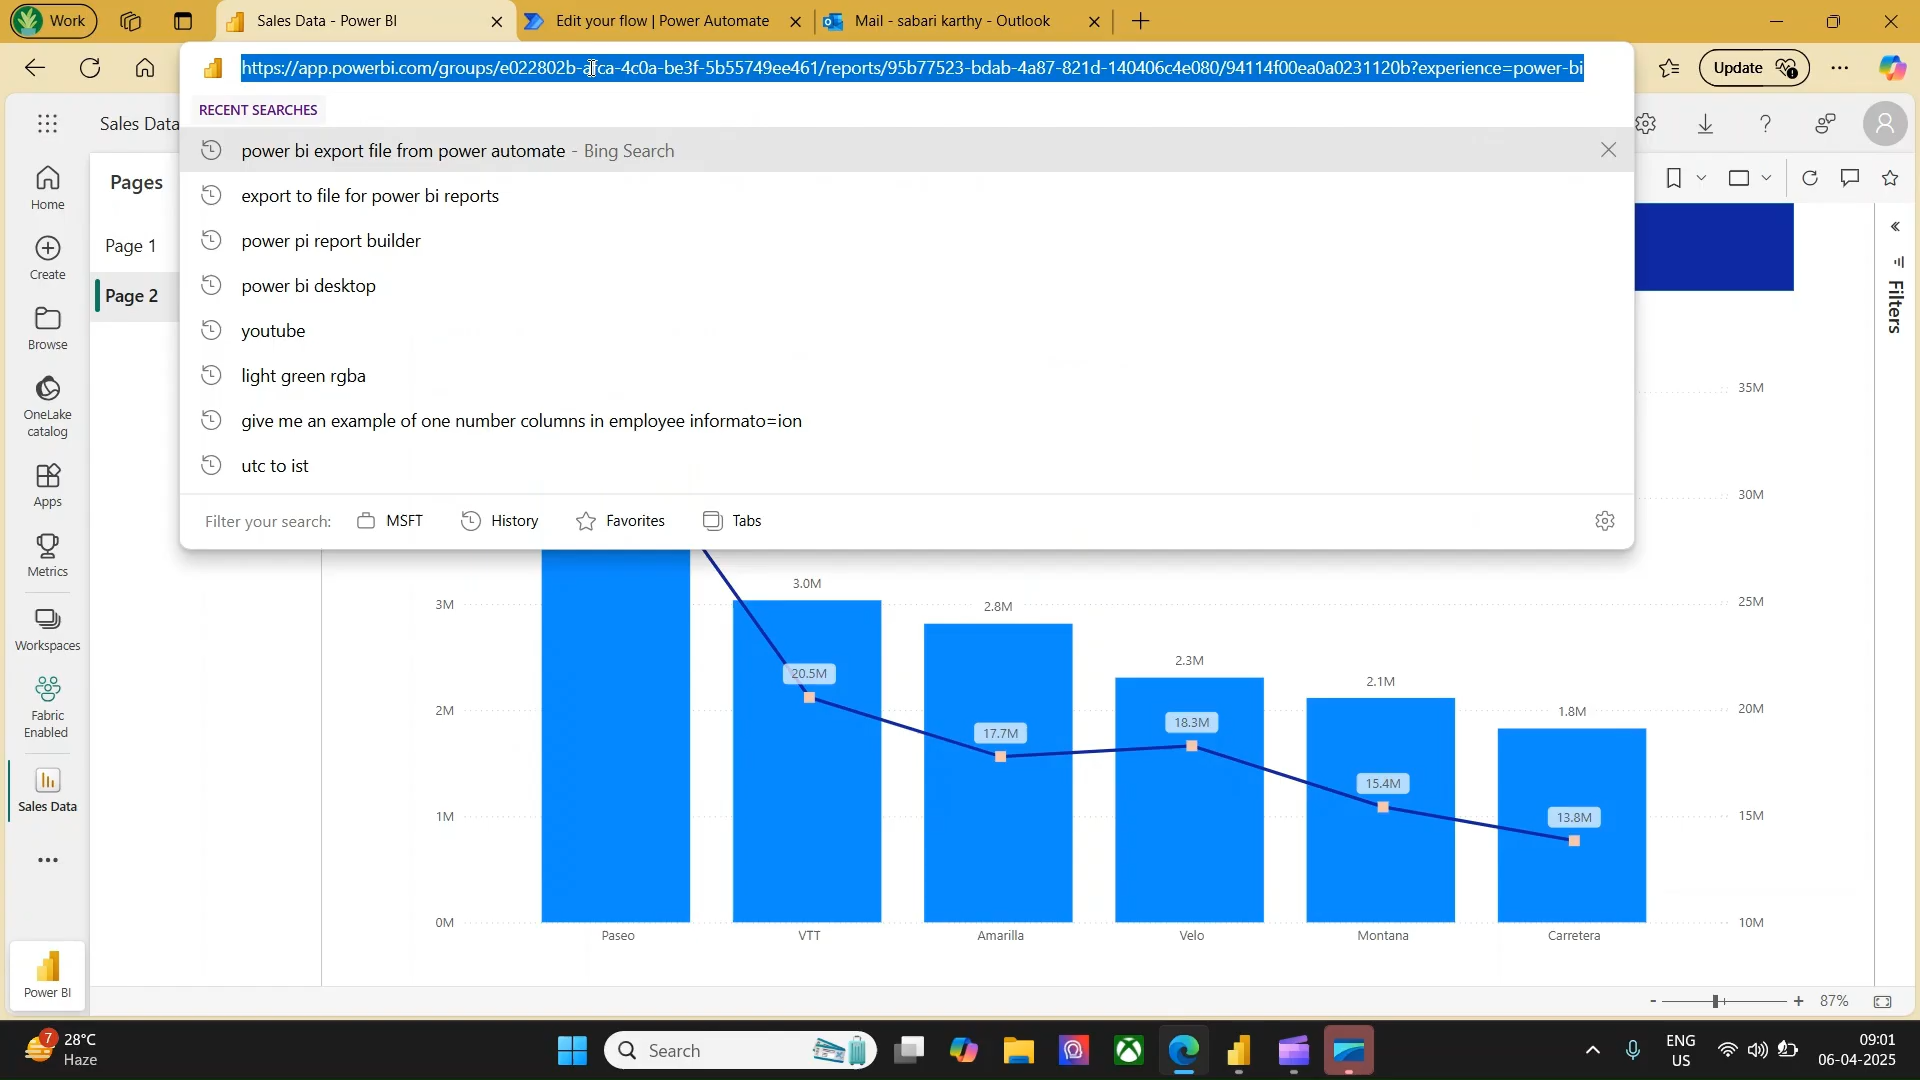 Work
Sales Data - Power BI
Edit your flow | Power Automate
Mail - sabari karthy - Outlook
https://app.powerbi.com/groups/e022802b-afca-4c0a-be3f-5b55749ee461/reports/95b77523-bdab-4a87-821d-140406c4e080/94114f00ea0a0231120b?experience=power-bi
Update
RECENT SEARCHES
power bi export file from power automate - Bing Search
export to file for power bi reports
power pi report builder
power bi desktop
youtube
light green rgba
give me an example of one number columns in employee informato=ion
utc to ist
Filter your search:
MSFT
History
Favorites
Tabs
Sales Data
Pages
Page 1
Page 2
Home
Create
Browse
OneLake
catalog
Apps
Metrics
Workspaces
Fabric
Enabled
Sales Data
Power BI
Filters
35M
30M
25M
20M
15M
10M
3M
2M
1M
0M
3.0M
2.8M
2.3M
2.1M
1.8M
20.5M
17.7M
18.3M
15.4M
13.8M
Paseo
VTT
Amarilla
Velo
Montana
Carretera
- + 87%
7
28°C
Haze
Search
ENG
US
09:01
06-04-2025